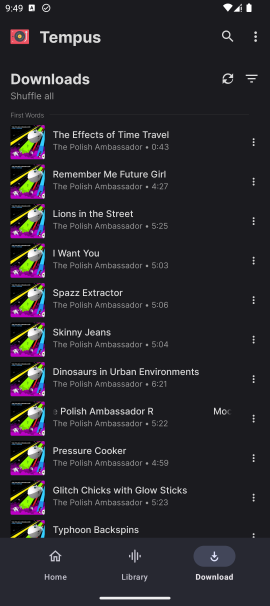 9:49
Tempus
Downloads
Shuffle all
First Words
The Effects of Time Travel
The Polish Ambassador • 0:43
Remember Me Future Girl
The Polish Ambassador • 4:27
Lions in the Street
The Polish Ambassador • 5:25
I Want You
The Polish Ambassador • 5:03
Spazz Extractor
The Polish Ambassador • 5:06
Skinny Jeans
The Polish Ambassador • 5:04
Dinosaurs in Urban Environments
The Polish Ambassador • 6:21
Polish Ambassador R
The Polish Ambassador • 5:22
Pressure Cooker
The Polish Ambassador • 4:59
Glitch Chicks with Glow Sticks
The Polish Ambassador • 5:23
Typhoon Backspins
Home
Library
Download